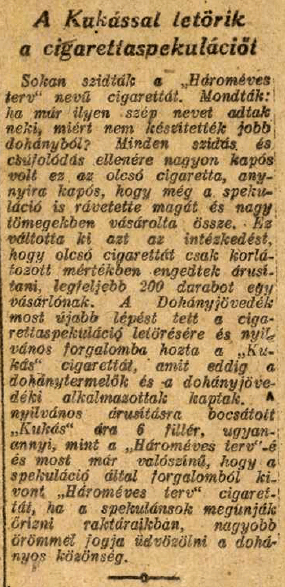 A Kukással letörik
a cigarettaspekulációt
Sokan szidták a „Hároméves
terv“ nevű cigarettát. Mondták:
ha már ilyen szép nevet adtak
neki, miért nem készítették jobb
dohányból? Minden szidás és
csúfolódás ellenére nagyon kapós
volt ez az olcsó cigaretta, any-
nyira kapós, hogy még a speku-
láció is rávetette magát és nagy
tömegekben vásárolta össze. Ez
váltotta ki azt az intézkedést,
hogy olcsó cigarettát csak korlá-
tozott mértékben engedtek árusi-
tani, legfeljebb 200 darabot egy
vásárlónak. A Dohányjövedék
most újabb lépést tett a ciga-
rettaspekuláció letörésére és nyil-
vános forgalomba hozta a „Ku-
kás“ cigarettát, amit eddig a
dohánytermelők és a dohányjöve-
déki alkalmazottak kaptak. A
nyilvános árusításra bocsátott
„Kukás“ ára 6 fillér, ugyan-
annyi, mint a „Hároméves terv“-é
és most már valószínű, hogy a
spekuláció által forgalomból ki-
vont „Hároméves terv“ cigaret-
tát, ha a spekulánsok megúnják
őrizni raktáraikban, nagyobb
örömmel fogja üdvözölni a dohá-
nyos közönség.